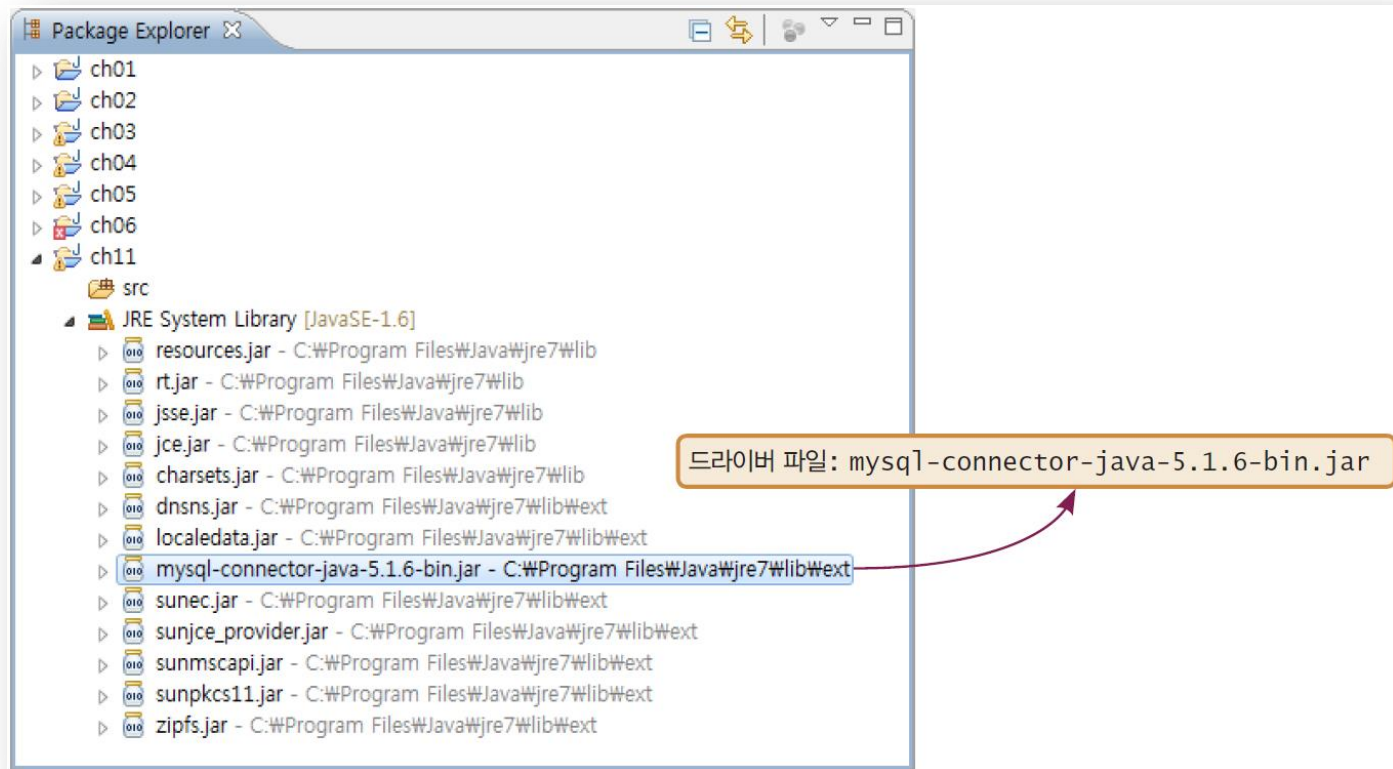 Package Explorer
ch01
ch02
ch03
ch04
ch05
ch06
ch11
src
JRE System Library [JavaSE-1.6]
resources.jar - C:₩Program Files₩Java₩jre7₩lib
rt.jar - C:₩Program Files₩Java₩jre7₩lib
jsse.jar - C:₩Program Files₩Java₩jre7₩lib
jce.jar - C:₩Program Files₩Java₩jre7₩lib
charsets.jar - C:₩Program Files₩Java₩jre7₩lib
드라이버 파일: mysql-connector-java-5.1.6-bin.jar
dnsns.jar - C:₩Program Files₩Java₩jre7₩lib₩ext
localedata.jar - C:₩Program Files₩Java₩jre7₩lib₩ext
mysql-connector-java-5.1.6-bin.jar - C:₩Program Files₩Java₩jre7₩lib₩ext
sunec.jar - C:₩Program Files₩Java₩jre7₩lib₩ext
sunjce_provider.jar - C:₩Program Files₩Java₩jre7₩lib₩ext
sunmscapi.jar - C:₩Program Files₩Java₩jre7₩lib₩ext
sunpkcs11.jar - C:₩Program Files₩Java₩jre7₩lib₩ext
zipfs.jar - C:₩Program Files₩Java₩jre7₩lib₩ext